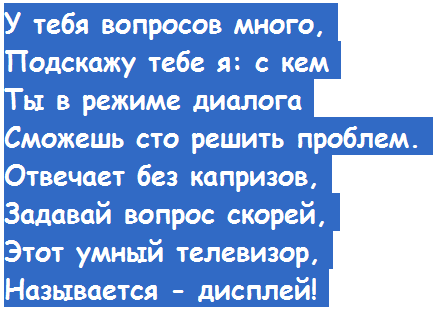 У тебя вопросов много,
Подскажу тебе я: с кем
Ты в режиме диалога
Сможешь сто решить проблем.
Отвечает без капризов,
Задавай вопрос скорей,
Этот умный телевизор,
Называется - дисплей!